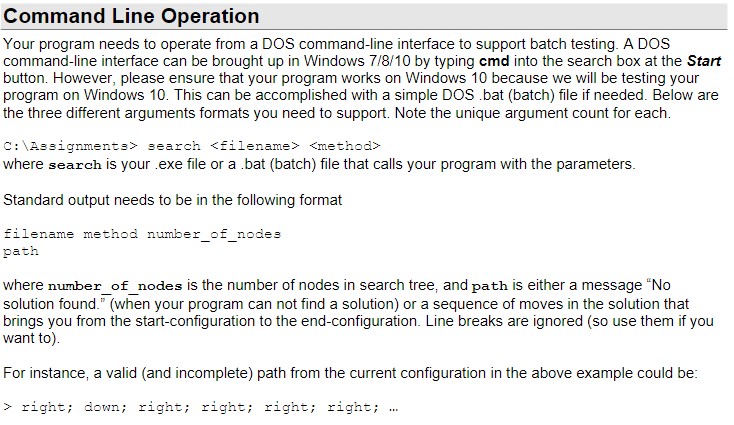 Command Line Operation
Your program needs to operate from a DOS command-line interface to support batch testing. A DOS
command-line interface can be brought up in Windows 7/8/10 by typing cmd into the search box at the Start
button. However, please ensure that your program works on Windows 10 because we will be testing your
program on Windows 10. This can be accomplished with a simple DOS .bat (batch) file if needed. Below are
the three different arguments formats you need to support. Note the unique argument count for each.
C:\Assignments> search <filename> <method>
where search is your .exe file or a .bat (batch) file that calls your program with the parameters.
Standard output needs to be in the following format
filename method number_of_nodes
path
where number_of_nodes is the number of nodes in search tree, and path is either a message “No
solution found.” (when your program can not find a solution) or a sequence of moves in the solution that
brings you from the start-configuration to the end-configuration. Line breaks are ignored (so use them if you
want to).
For instance, a valid (and incomplete) path from the current configuration in the above example could be:
> right; down; right; right; right; right; …